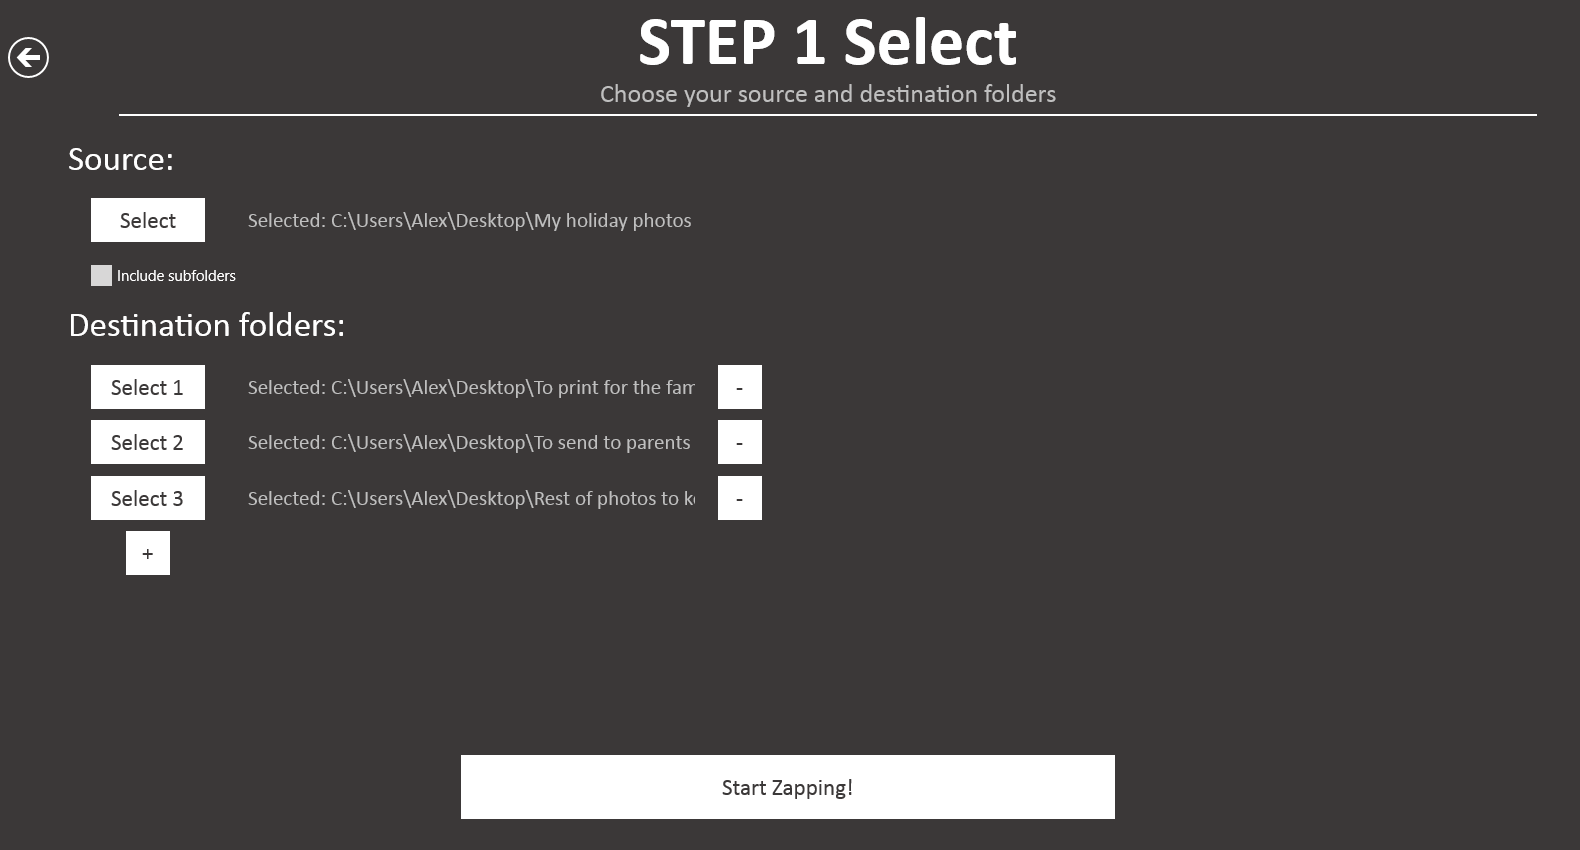 STEP 1 Select
Choose your source and destination folders
Source:
Select Selected: C:\Users\Alex\Desktop\My holiday photos
Include subfolders
Destination folders:
Select 1 Selected: C:\Users\Alex\Desktop\To print for the fam -
Select 2 Selected: C:\Users\Alex\Desktop\To send to parents -
Select 3 Selected: C:\Users\Alex\Desktop\Rest of photos to k -
+
Start Zapping!